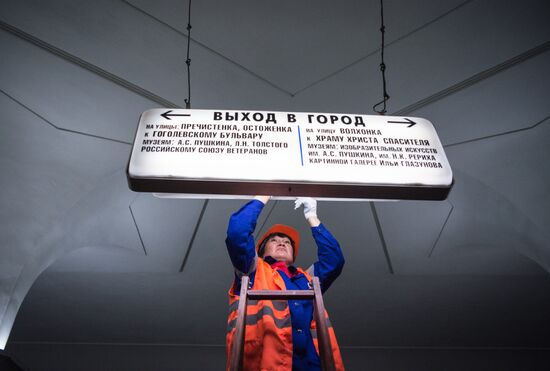 ВЫХОД В ГОРОД
НА УЛИЦЫ: ПРЕЧИСТЕНКА, ОСТОЖЕНКА
К ГОГОЛЕВСКОМУ БУЛЬВАРУ
МУЗЕЯМ: А.С. ПУШКИНА, Л.Н. ТОЛСТОГО
РОССИЙСКОМУ СОЮЗУ ВЕТЕРАНОВ
НА УЛИЦУ ВОЛХОНКА
К ХРАМУ ХРИСТА СПАСИТЕЛЯ
МУЗЕЯМ: ИЗОБРАЗИТЕЛЬНЫХ ИСКУССТВ
ИМ. А.С. ПУШКИНА, ИМ. Н.К. РЕРИХА
КАРТИННОЙ ГАЛЕРЕЕ ИЛЬИ ГЛАЗУНОВА